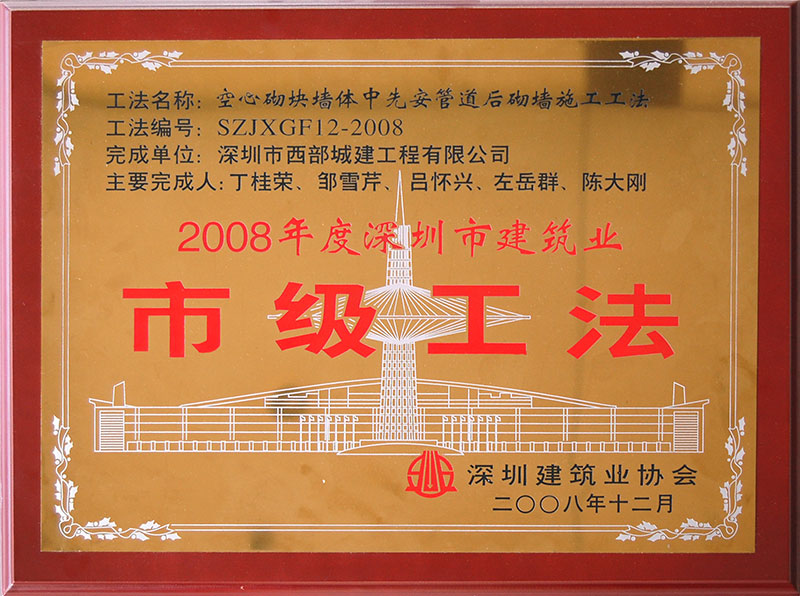 工法名称：空心砌块墙体中先安管道后砌墙施工工法
工法编号：SZJXGF12-2008
完成单位：深圳市西部城建工程有限公司
主要完成人：丁桂荣、邹雪芹、吕怀兴、左岳群、陈大刚
2008年度深圳市建筑业
市级工法
深圳建筑业协会
二〇〇八年十二月